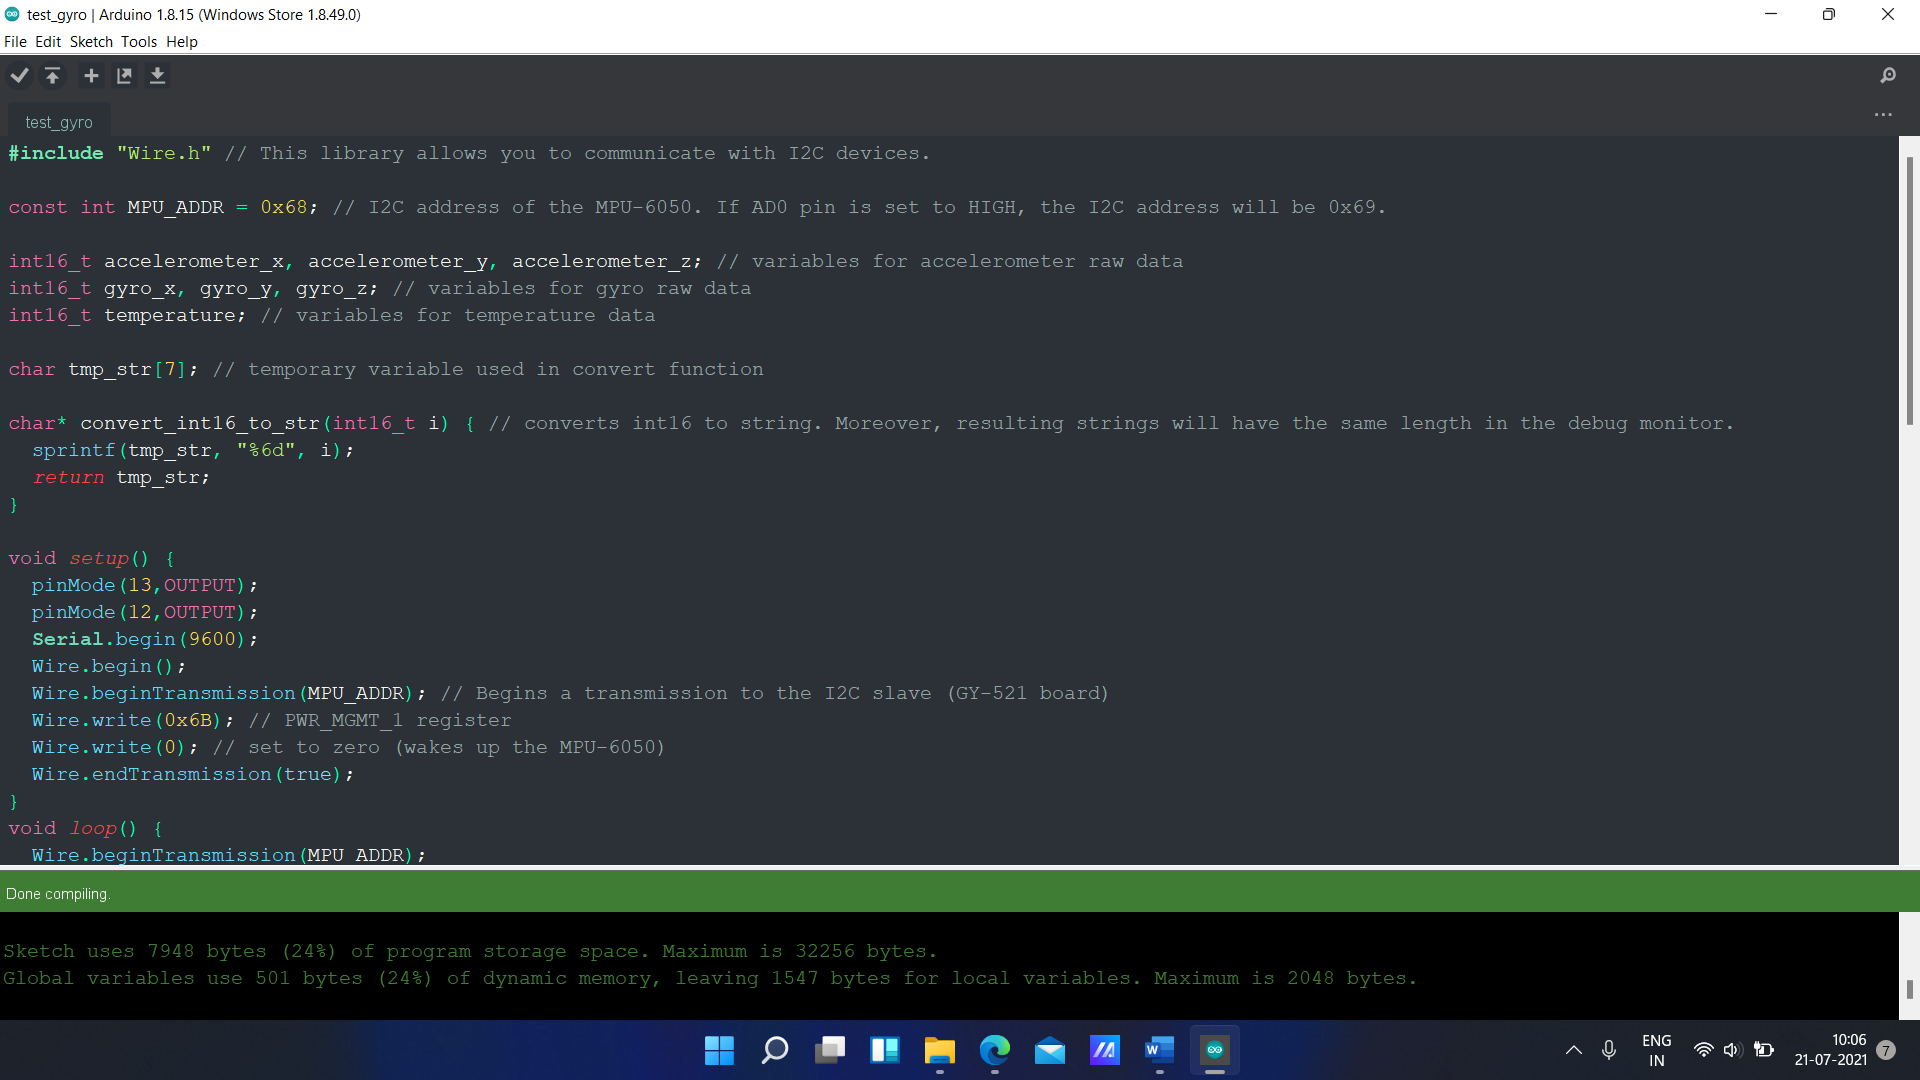 test_gyro | Arduino 1.8.15 (Windows Store 1.8.49.0)
File Edit Sketch Tools Help
test_gyro
#include "Wire.h" // This library allows you to communicate with I2C devices.
const int MPU_ADDR = 0x68; // I2C address of the MPU-6050. If AD0 pin is set to HIGH, the I2C address will be 0x69.
int16_t accelerometer_x, accelerometer_y, accelerometer_z; // variables for accelerometer raw data
int16_t gyro_x, gyro_y, gyro_z; // variables for gyro raw data
int16_t temperature; // variables for temperature data
char tmp_str[7]; // temporary variable used in convert function
char* convert_int16_to_str(int16_t i) { // converts int16 to string. Moreover, resulting strings will have the same length in the debug monitor.
  sprintf(tmp_str, "%6d", i);
  return tmp_str;
}
void setup() {
  pinMode(13,OUTPUT);
  pinMode(12,OUTPUT);
  Serial.begin(9600);
  Wire.begin();
  Wire.beginTransmission(MPU_ADDR); // Begins a transmission to the I2C slave (GY-521 board)
  Wire.write(0x6B); // PWR_MGMT_1 register
  Wire.write(0); // set to zero (wakes up the MPU-6050)
  Wire.endTransmission(true);
}
void loop() {
  Wire.beginTransmission(MPU_ADDR);
Done compiling.
Sketch uses 7948 bytes (24%) of program storage space. Maximum is 32256 bytes.
Global variables use 501 bytes (24%) of dynamic memory, leaving 1547 bytes for local variables. Maximum is 2048 bytes.
ENG
IN
10:06
21-07-2021
7